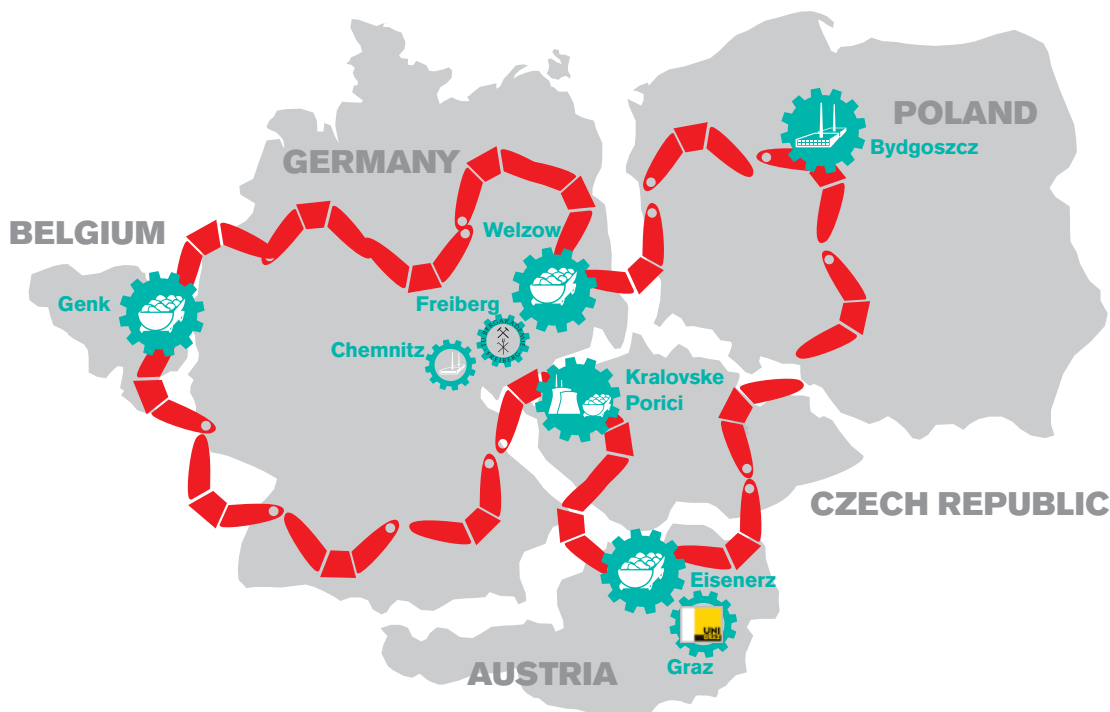 POLAND
Bydgoszcz
GERMANY
BELGIUM
Welzow
Genk
Freiberg
Chemnitz
Kralovske
Porici
CZECH REPUBLIC
Eisenerz
UNI
GRAZ
Graz
AUSTRIA